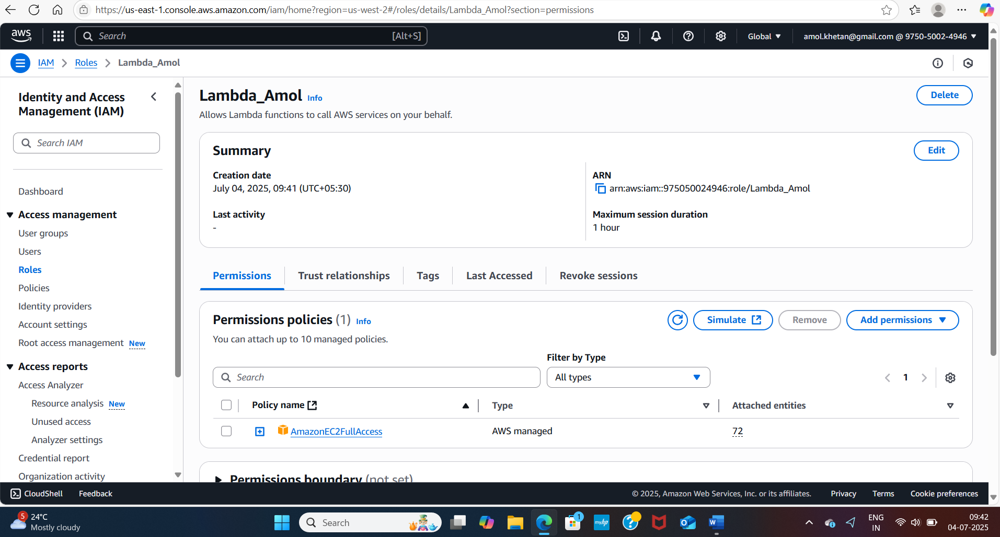 https://us-east-1.console.aws.amazon.com/iam/home?region=us-west-2#/roles/details/Lambda_Amol?section=permissions
aws
Search [Alt+S]
Global
amol.khetan@gmail.com @ 9750-5002-4946
IAM > Roles > Lambda_Amol
Identity and Access
Management (IAM)
Search IAM
Dashboard
Access management
User groups
Users
Roles
Policies
Identity providers
Account settings
Root access management New
Access reports
Access Analyzer
Resource analysis New
Unused access
Analyzer settings
Credential report
Organization activity
Lambda_Amol Info
Delete
Allows Lambda functions to call AWS services on your behalf.
Summary
Edit
Creation date
July 04, 2025, 09:41 (UTC+05:30)
ARN
arn:aws:iam::975050024946:role/Lambda_Amol
Last activity
-
Maximum session duration
1 hour
Permissions
Trust relationships
Tags
Last Accessed
Revoke sessions
Permissions policies (1) Info
Simulate
Remove
Add permissions
You can attach up to 10 managed policies.
Filter by Type
Search
All types
1
Policy name
Type
Attached entities
AmazonEC2FullAccess
AWS managed
72
Permissions boundary (not set)
CloudShell
Feedback
© 2025, Amazon Web Services, Inc. or its affiliates.
Privacy
Terms
Cookie preferences
5
24°C
Mostly cloudy
Search
1
myhp
ENG
IN
09:42
04-07-2025